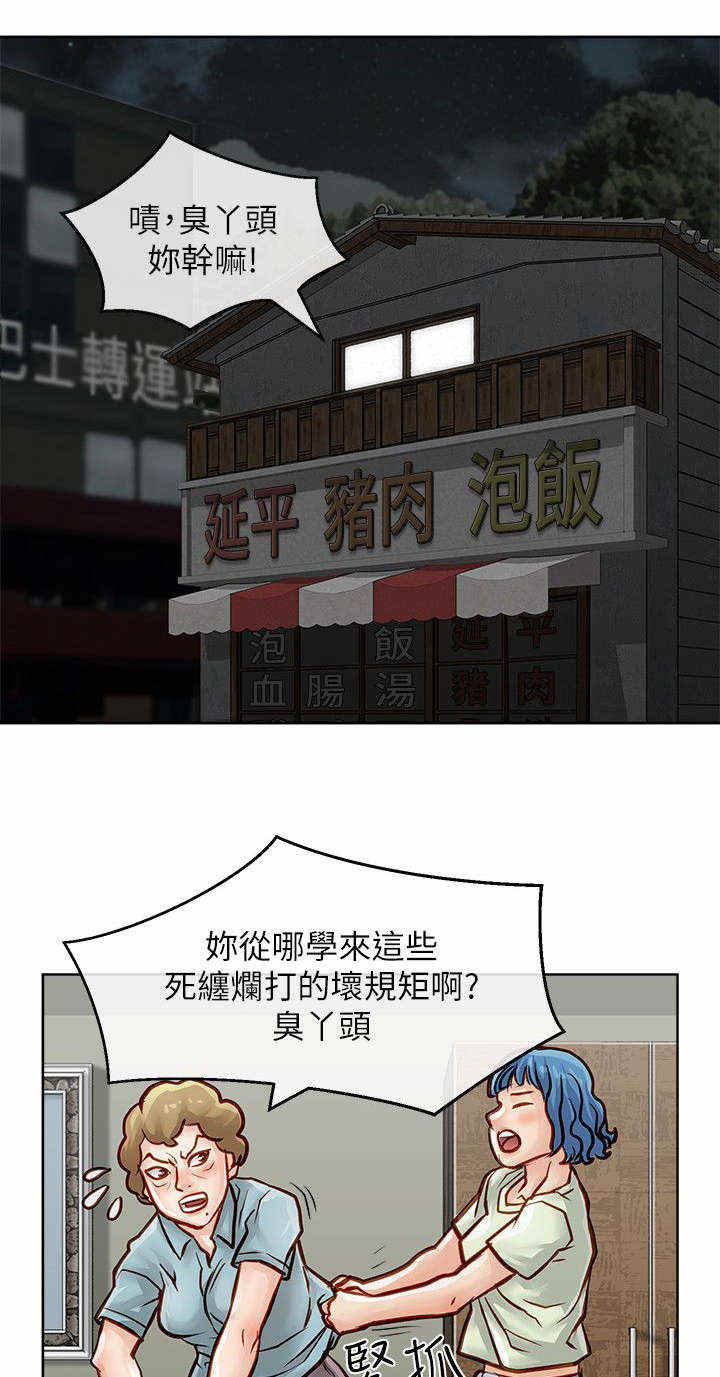 嘖，臭丫頭
妳幹嘛！
巴士轉運站
延平 豬肉 泡飯
泡 飯 延平
血腸湯 豬肉
妳從哪學來這些
死纏爛打的壞規矩啊？
臭丫頭
緊抓